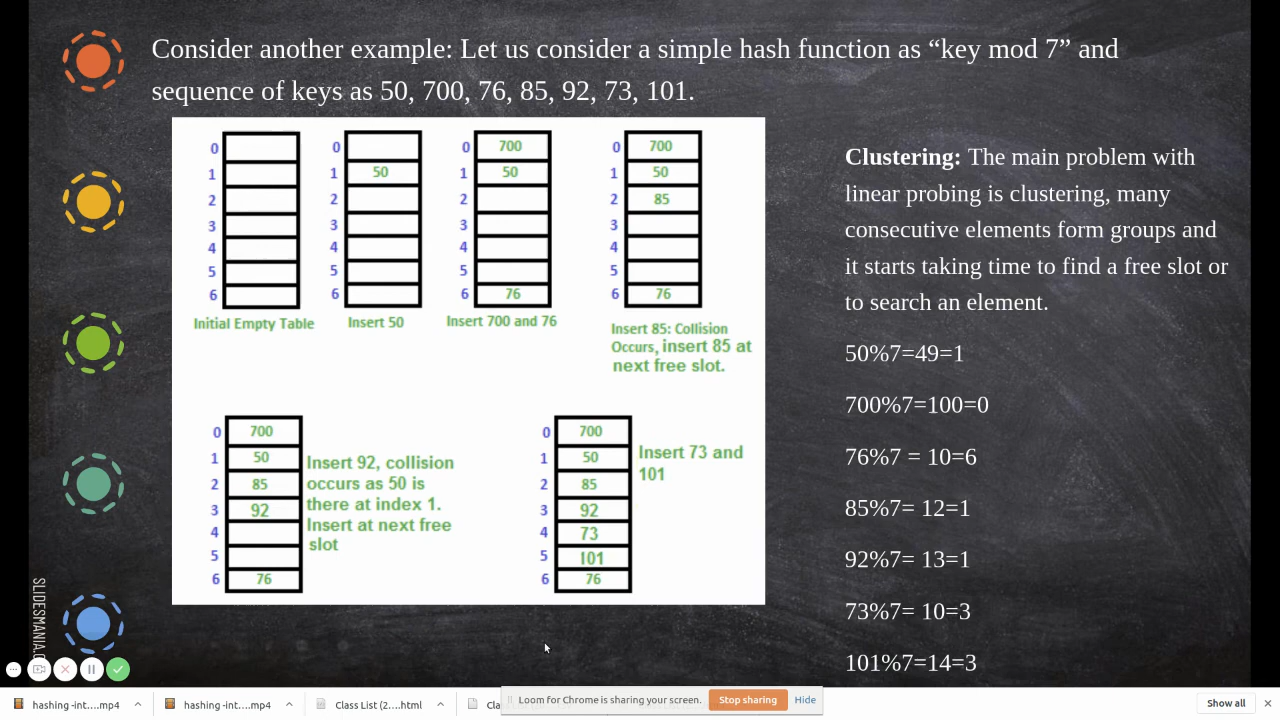 Consider another example: Let us consider a simple hash function as “key mod 7” and
sequence of keys as 50, 700, 76, 85, 92, 73, 101.
0
1
2
3
4
5
6
Initial Empty Table
0
1 50
2
3
4
5
6
Insert 50
0 700
1 50
2
3
4
5
6 76
Insert 700 and 76
0 700
1 50
2 85
3
4
5
6 76
Insert 85: Collision
Occurs, insert 85 at
next free slot.
0 700
1 50
2 85
3 92
4
5
6 76
Insert 92, collision
occurs as 50 is
there at index 1.
Insert at next free
slot
0 700
1 50
2 85
3 92
4 73
5 101
6 76
Insert 73 and
101
Clustering: The main problem with
linear probing is clustering, many
consecutive elements form groups and
it starts taking time to find a free slot or
to search an element.
50%7=49=1
700%7=100=0
76%7 = 10=6
85%7= 12=1
92%7= 13=1
73%7= 10=3
101%7=14=3
hashing -int....mp4
hashing -int....mp4
Class List (2....html
Loom for Chrome is sharing your screen.
Stop sharing
Hide
Show all